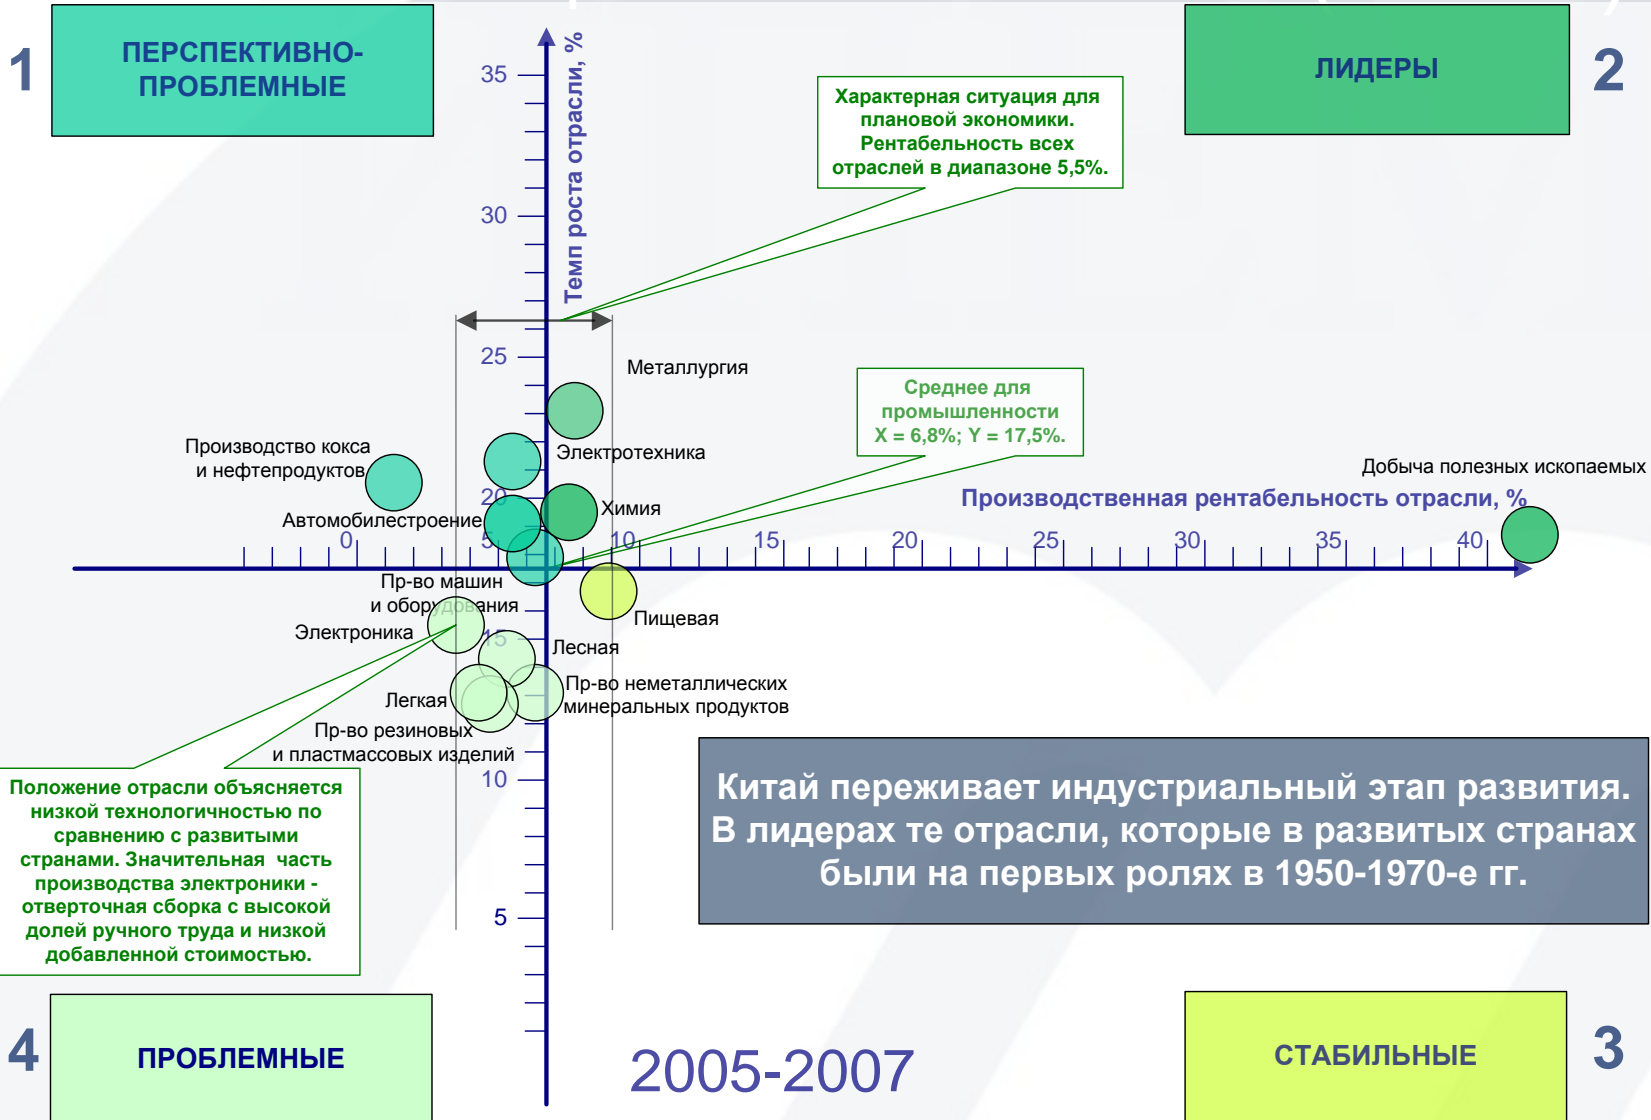 1
ПЕРСПЕКТИВНО-
ПРОБЛЕМНЫЕ
ЛИДЕРЫ
2
Темп роста отрасли, %
35
30
25
20
15
10
5
Характерная ситуация для
плановой экономики.
Рентабельность всех
отраслей в диапазоне 5,5%.
Металлургия
Среднее для
промышленности
X = 6,8%; Y = 17,5%.
Производство кокса
и нефтепродуктов
Электротехника
Добыча полезных ископаемых
Производственная рентабельность отрасли, %
Автомобилестроение
Химия
0
5
10
15
20
25
30
35
40
Пр-во машин
и оборудования
Пищевая
Электроника
Лесная
Легкая
Пр-во неметаллических
минеральных продуктов
Пр-во резиновых
и пластмассовых изделий
Положение отрасли объясняется
низкой технологичностью по
сравнению с развитыми
странами. Значительная часть
производства электроники -
отверточная сборка с высокой
долей ручного труда и низкой
добавленной стоимостью.
Китай переживает индустриальный этап развития.
В лидерах те отрасли, которые в развитых странах
были на первых ролях в 1950-1970-е гг.
4
ПРОБЛЕМНЫЕ
2005-2007
СТАБИЛЬНЫЕ
3